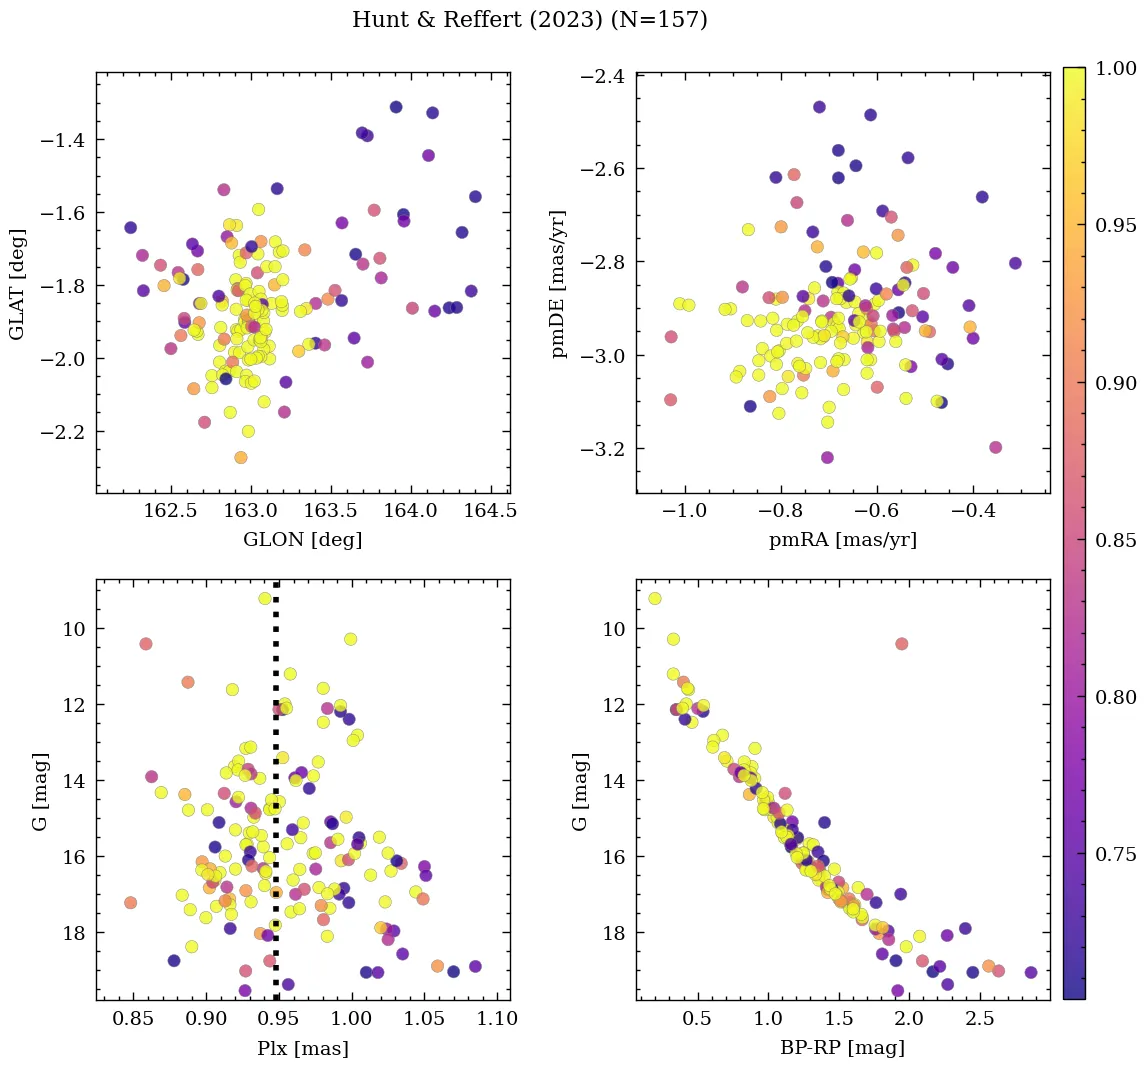 Hunt & Reffert (2023) (N=157)
−1.4
−1.6
−1.8
−2.0
−2.2
GLAT [deg]
162.5 163.0 163.5 164.0 164.5
GLON [deg]
−2.4
−2.6
−2.8
−3.0
−3.2
pmDE [mas/yr]
−1.0 −0.8 −0.6 −0.4
pmRA [mas/yr]
1.00
0.95
0.90
0.85
0.80
0.75
10
12
14
16
18
G [mag]
0.85 0.90 0.95 1.00 1.05 1.10
Plx [mas]
10
12
14
16
18
G [mag]
0.5 1.0 1.5 2.0 2.5
BP-RP [mag]